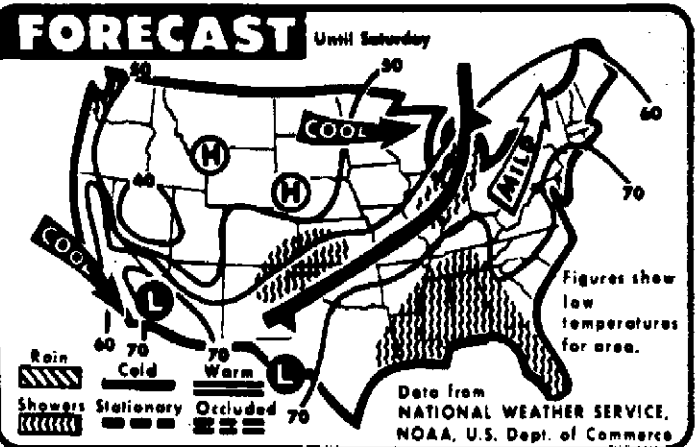 FORECAST
Until Saturday
50
50
COOL
60
H
H
60
MILD
70
COOL
L
Figures show
low
temperatures
for area.
60
70
70
L
70
Rain
Cold
Warm
Showers
Stationary
Occluded
Data from
NATIONAL WEATHER SERVICE,
NOAA, U.S. Dept. of Commerce